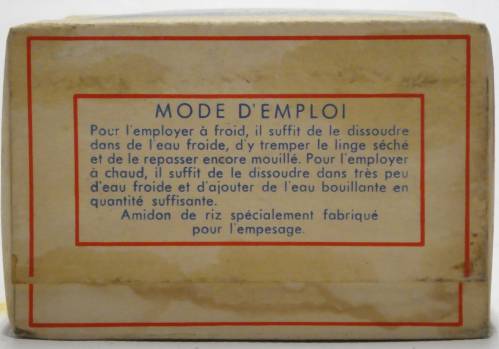 MODE D'EMPLOI
Pour l'employer à froid, il suffit de le dissoudre
dans de l'eau froide, d'y tremper le linge séché
et de le repasser encore mouillé. Pour l'employer
à chaud, il suffit de le dissoudre dans très peu
d'eau froide et d'ajouter de l'eau bouillante en
quantité suffisante.
Amidon de riz spécialement fabriqué
pour l'empesage.